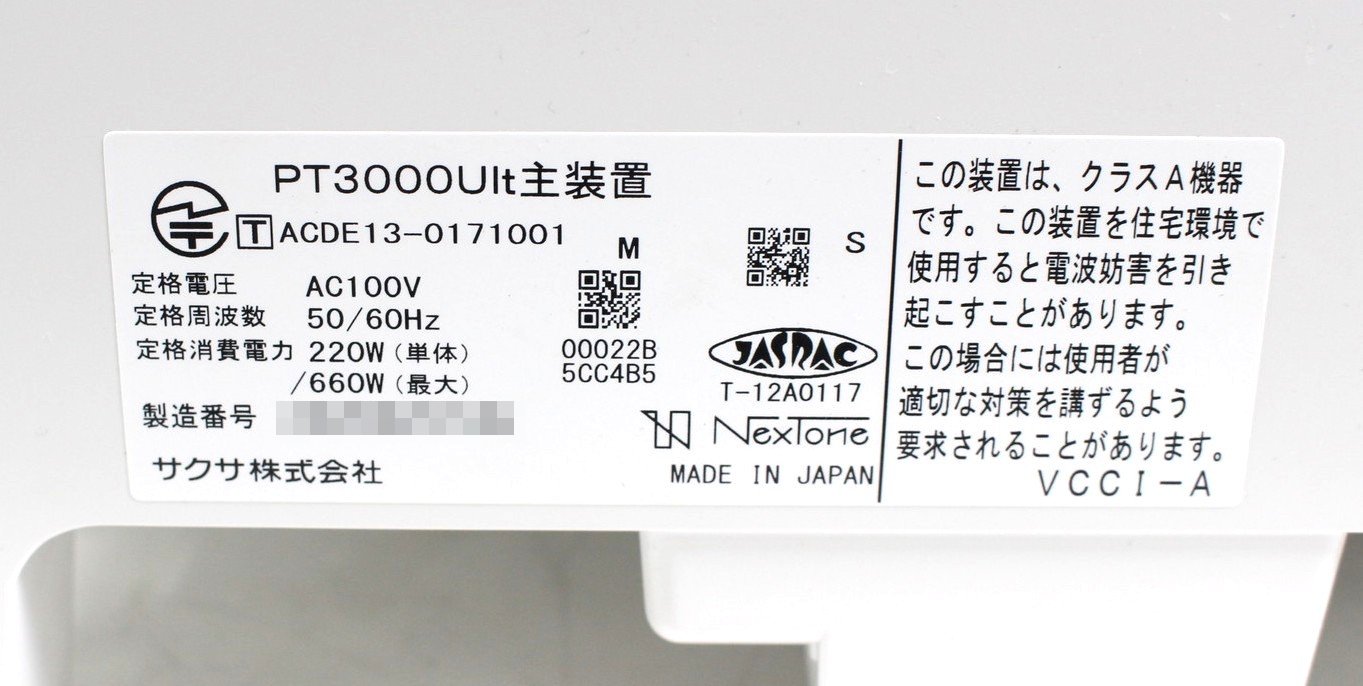 PT3000Ult主装置
T ACDE13-0171001
M
S
定格電圧 AC100V
定格周波数 50/60Hz
定格消費電力 220W(単体)
/660W(最大)
00022B
5CC4B5
JASRAC
T-12A0117
製造番号
NexTone
サクサ株式会社
MADE IN JAPAN
この装置は、クラスA機器
です。この装置を住宅環境で
使用すると電波妨害を引き
起こすことがあります。
この場合には使用者が
適切な対策を講ずるよう
要求されることがあります。
VCCI-A